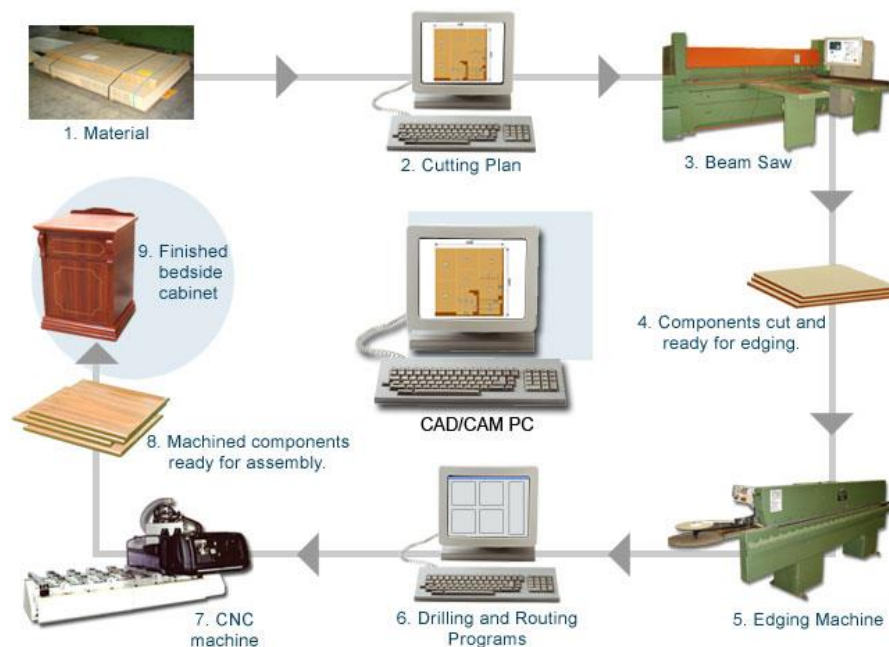 1. Material
2. Cutting Plan
3. Beam Saw
4. Components cut and
ready for edging.
5. Edging Machine
6. Drilling and Routing
Programs
7. CNC
machine
8. Machined components
ready for assembly.
9. Finished
bedside
cabinet
CAD/CAM PC